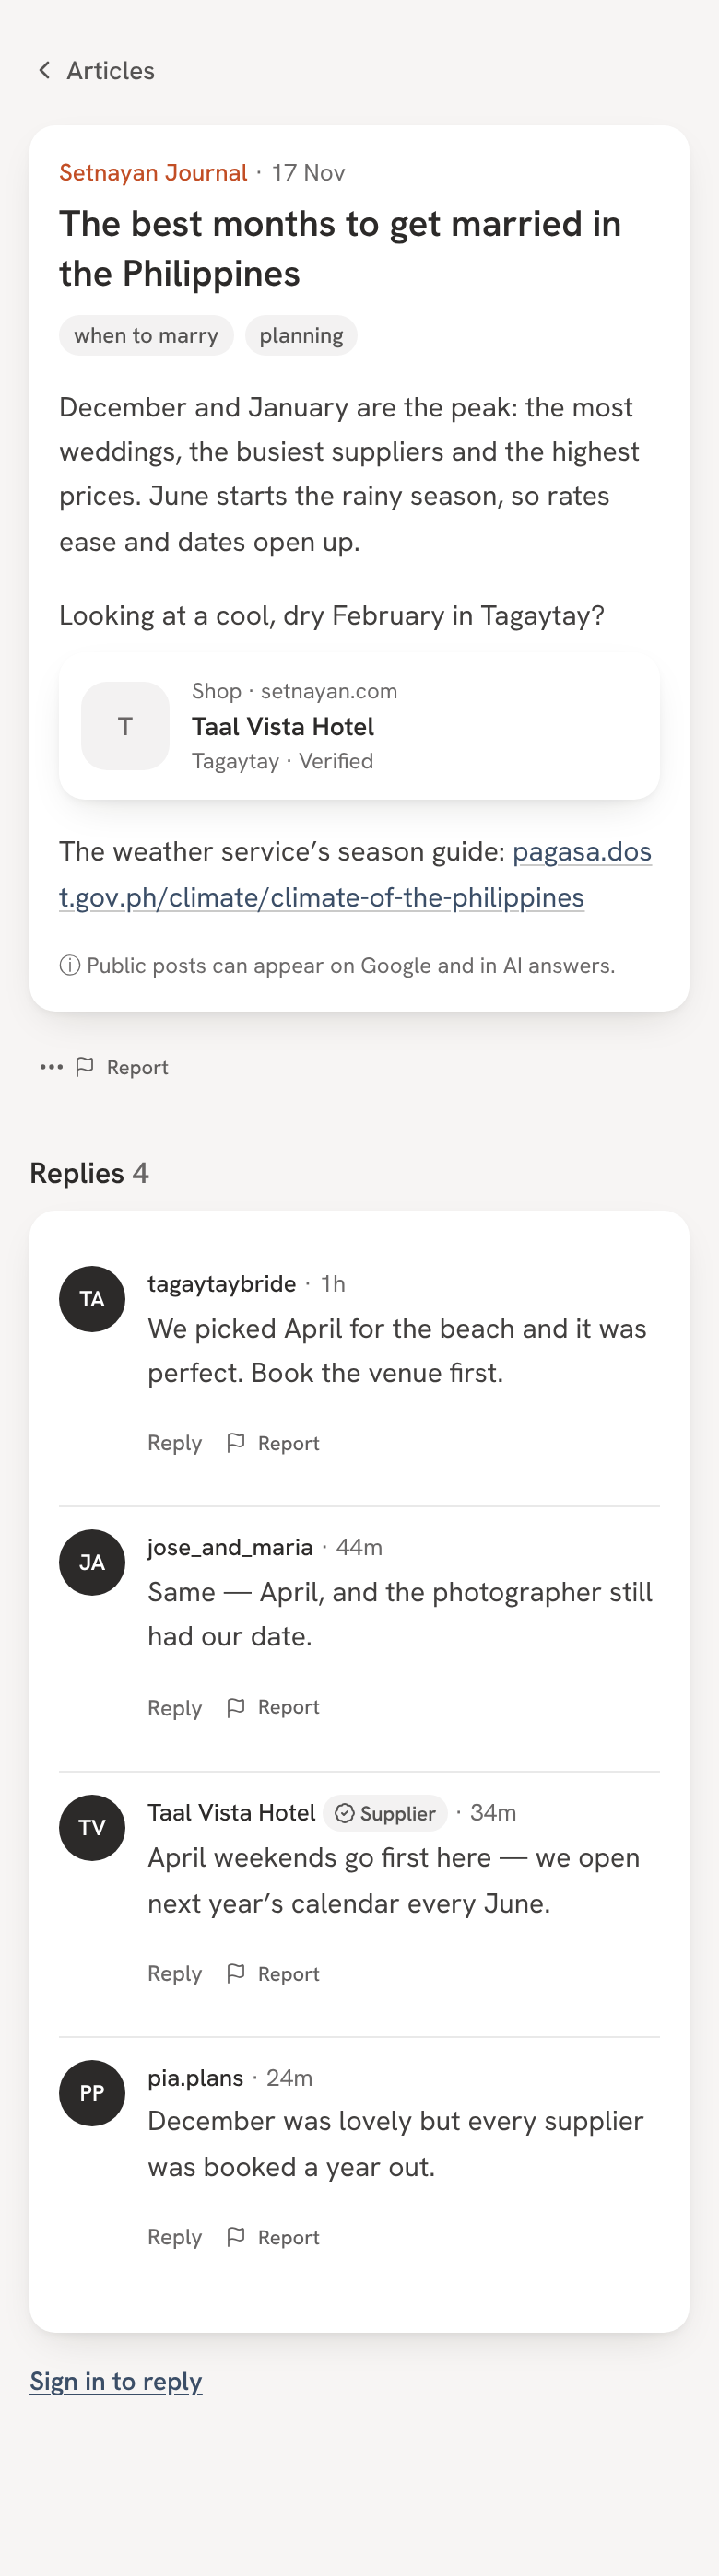 Articles
Setnayan Journal · 17 Nov
The best months to get married in
the Philippines
when to marry planning
December and January are the peak: the most
weddings, the busiest suppliers and the highest
prices. June starts the rainy season, so rates
ease and dates open up.
Looking at a cool, dry February in Tagaytay?
T
Shop · setnayan.com
Taal Vista Hotel
Tagaytay · Verified
The weather service’s season guide: pagasa.dos
t.gov.ph/climate/climate-of-the-philippines
Public posts can appear on Google and in AI answers.
Report
Replies 4
TA
tagaytaybride · 1h
We picked April for the beach and it was
perfect. Book the venue first.
Reply Report
JA
jose_and_maria · 44m
Same — April, and the photographer still
had our date.
Reply Report
TV
Taal Vista Hotel Supplier · 34m
April weekends go first here — we open
next year’s calendar every June.
Reply Report
PP
pia.plans · 24m
December was lovely but every supplier
was booked a year out.
Reply Report
Sign in to reply